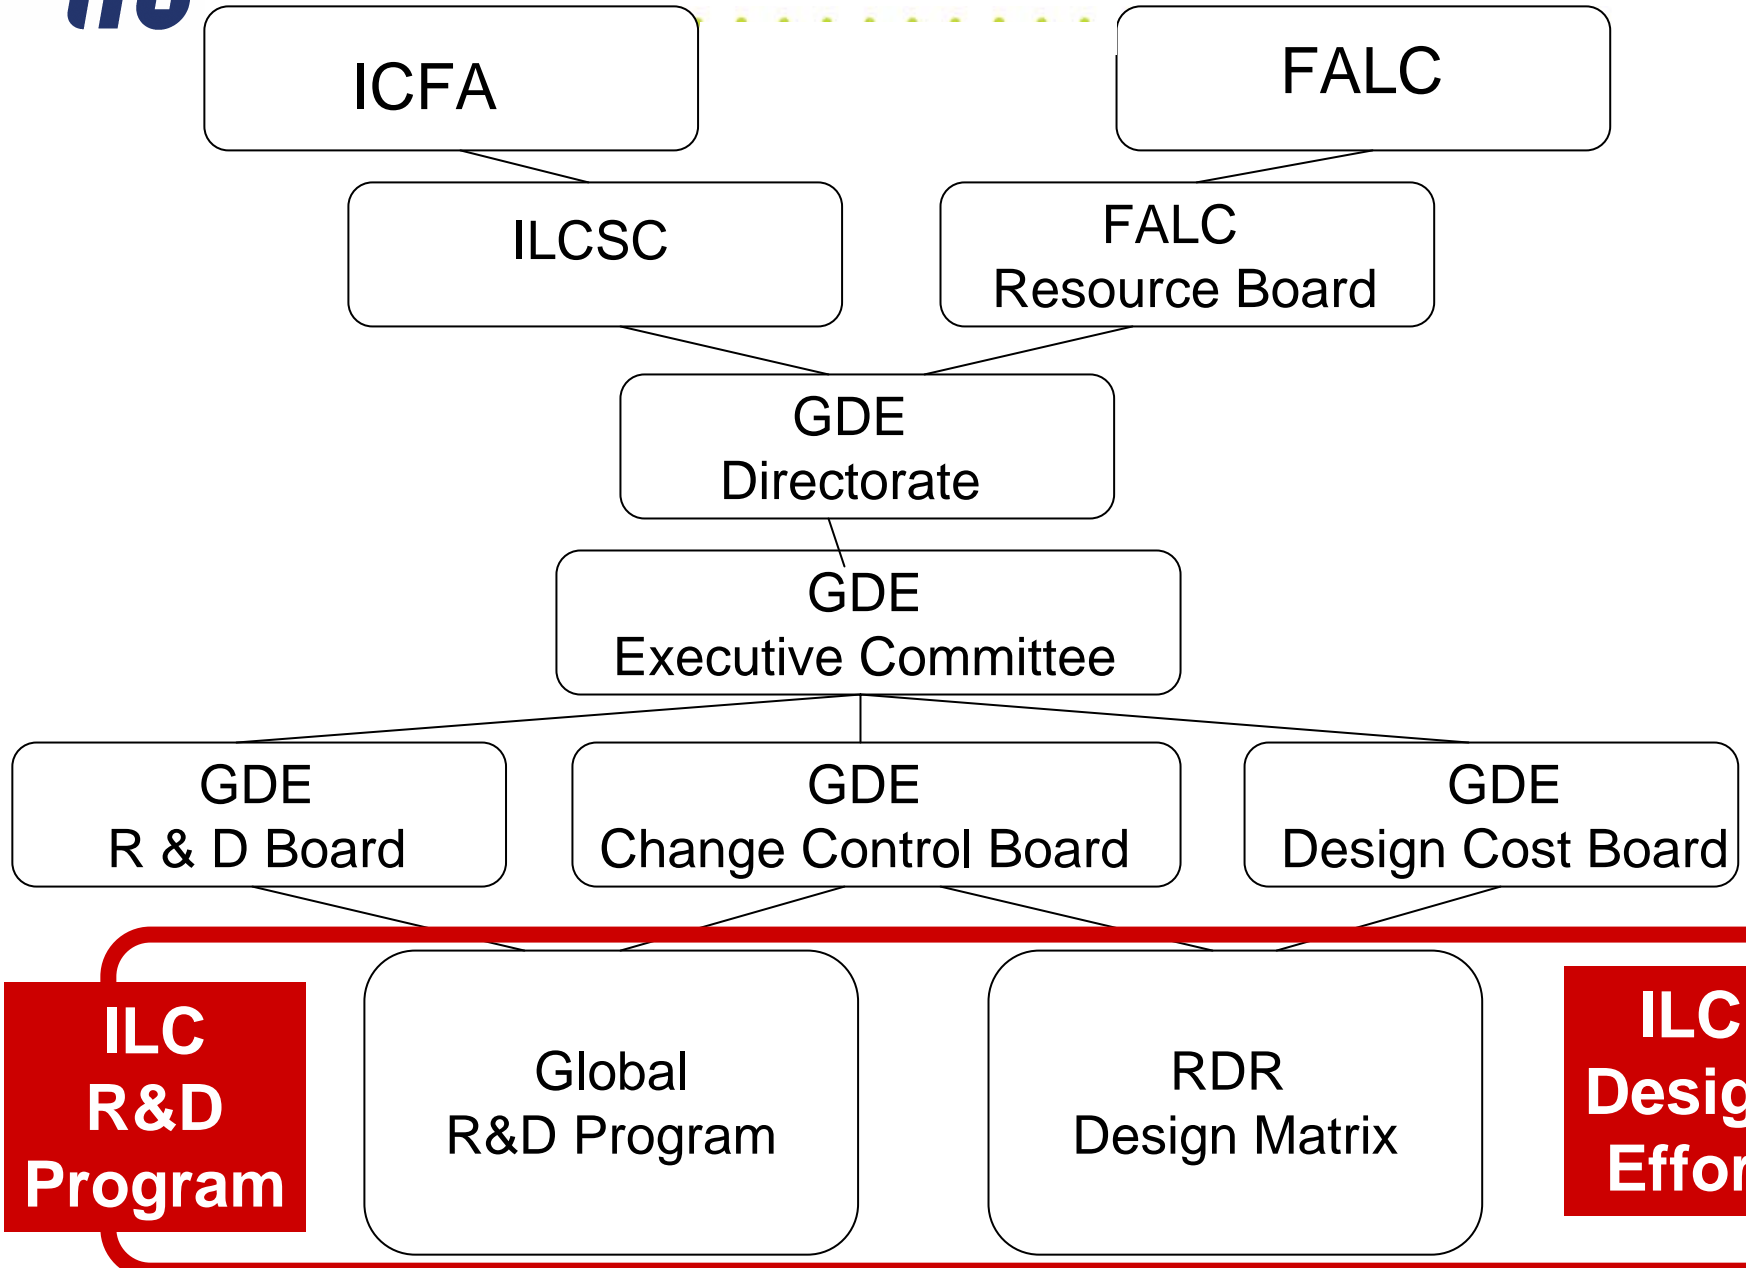 ICFA
FALC
ILCSC
FALC
Resource Board
GDE
Directorate
GDE
Executive Committee
GDE
R & D Board
GDE
Change Control Board
GDE
Design Cost Board
ILC
R&D
Program
Global
R&D Program
RDR
Design Matrix
ILC